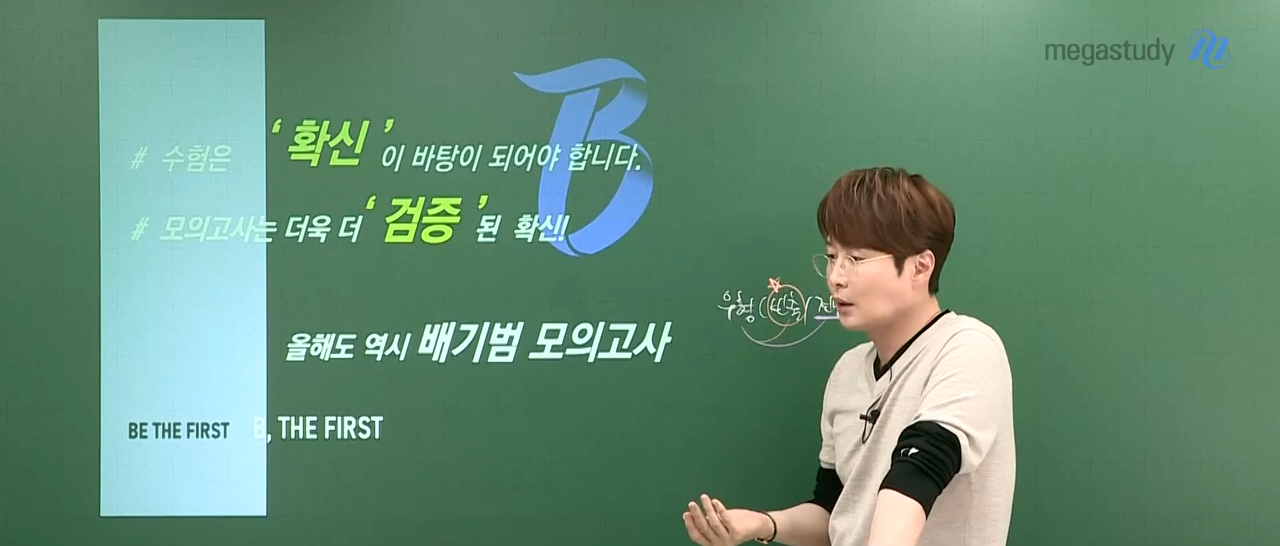 megastudy
# 수험은 ‘확신’이 바탕이 되어야 합니다.
# 모의고사는 더욱 더 ‘검증’된 확신!
올해도 역시 배기범 모의고사
BE THE FIRST B, THE FIRST
유형